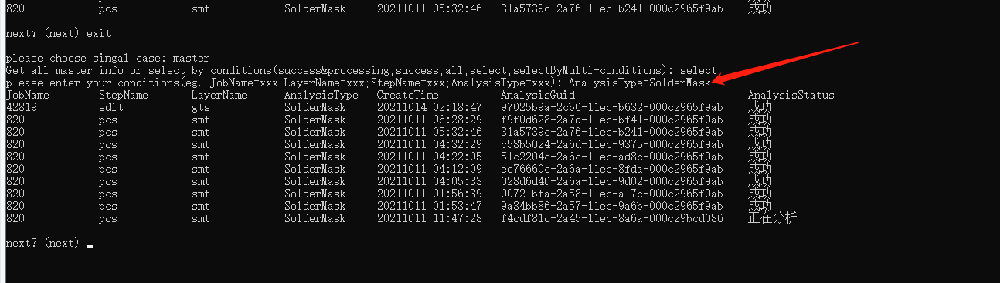 820 pcs smt SolderMask 20211011 05:32:46 31a5739c-2a76-11ec-b241-000c2965f9ab 成功
next? (next) exit
please choose singal case: master
Get all master info or select by conditions(success&processing;success;all;select;selectByMulti-conditions): select
please enter your conditions(eg. JobName=xxx;LayerName=xxx;StepName=xxx;AnalysisType=xxx): AnalysisType=SolderMask
JobName StepName LayerName AnalysisType CreateTime AnalysisGuid AnalysisStatus
42819 edit gts SolderMask 20211014 02:18:47 97025b9a-2cb6-11ec-b632-000c2965f9ab 成功
820 pcs smt SolderMask 20211011 06:28:29 f9f0d628-2a7d-11ec-bf41-000c2965f9ab 成功
820 pcs smt SolderMask 20211011 05:32:46 31a5739c-2a76-11ec-b241-000c2965f9ab 成功
820 pcs smt SolderMask 20211011 04:32:29 c58b5024-2a6d-11ec-9375-000c2965f9ab 成功
820 pcs smt SolderMask 20211011 04:22:05 51c2204c-2a6c-11ec-ad8c-000c2965f9ab 成功
820 pcs smt SolderMask 20211011 04:12:09 ee76660c-2a6a-11ec-8fda-000c2965f9ab 成功
820 pcs smt SolderMask 20211011 04:05:33 028d6d40-2a6a-11ec-9d02-000c2965f9ab 成功
820 pcs smt SolderMask 20211011 01:56:39 00721bfa-2a58-11ec-a17c-000c2965f9ab 成功
820 pcs smt SolderMask 20211011 01:53:47 9a34bb86-2a57-11ec-9a6b-000c2965f9ab 成功
820 pcs smt SolderMask 20211011 11:47:28 f4cdf81c-2a45-11ec-8a6a-000c29bcd086 正在分析
next? (next)